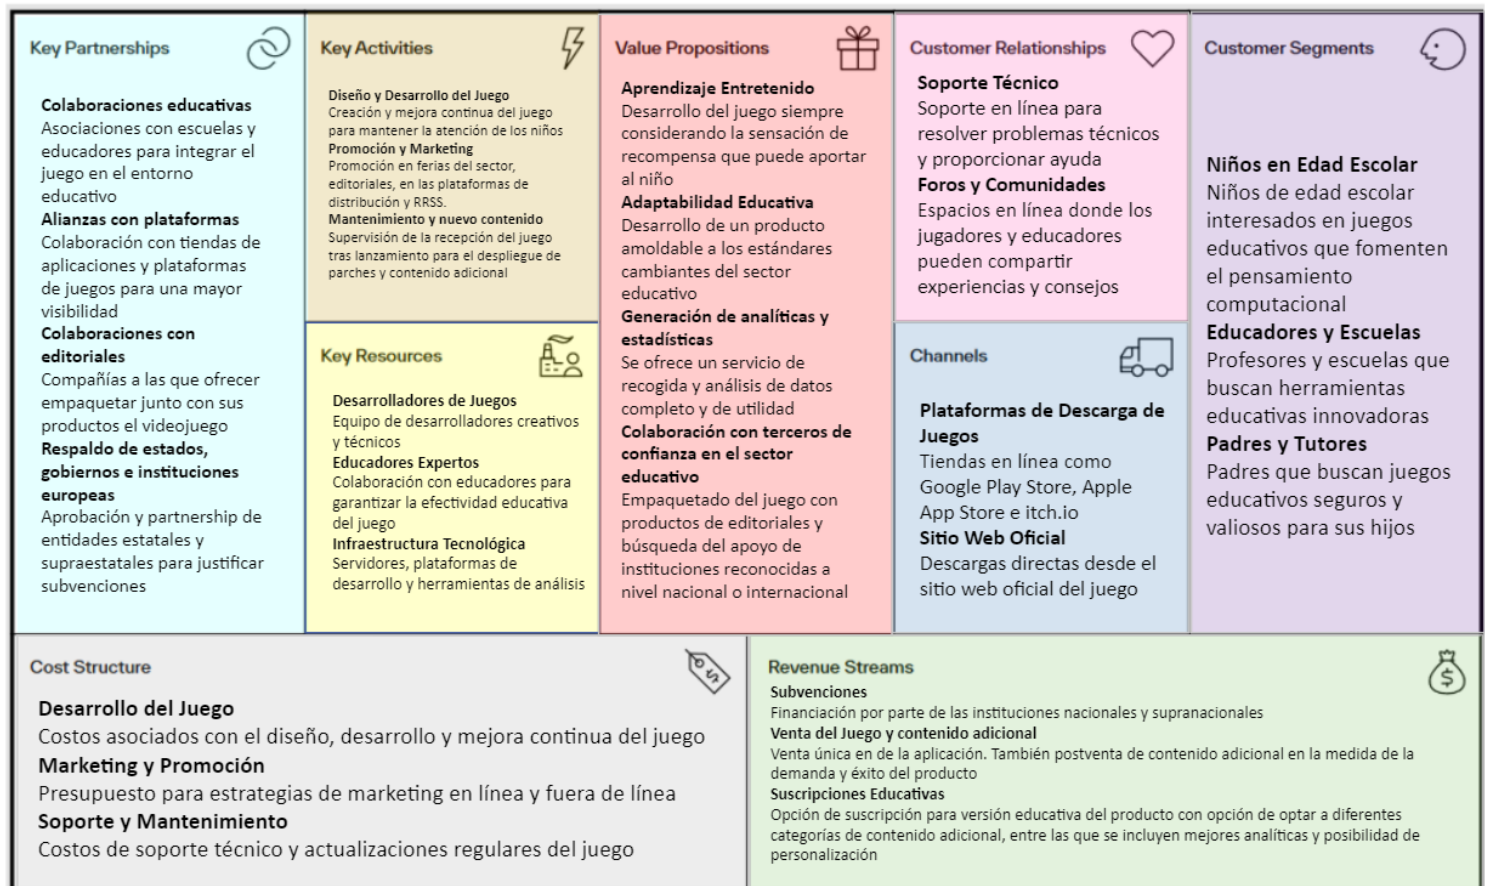 Key Partnerships
Colaboraciones educativas
Asociaciones con escuelas y
educadores para integrar el
juego en el entorno
educativo
Alianzas con plataformas
Colaboración con tiendas de
aplicaciones y plataformas
de juegos para una mayor
visibilidad
Colaboraciones con
editoriales
Compañías a las que ofrecer
empaquetar junto con sus
productos el videojuego
Respaldo de estados,
gobiernos e instituciones
europeas
Aprobación y partnership de
entidades estatales y
supraestatales para justificar
subvenciones
Key Activities
Diseño y Desarrollo del Juego
Creación y mejora continua del juego
para mantener la atención de los niños
Promoción y Marketing
Promoción en ferias del sector,
editoriales, en las plataformas de
distribución y RRSS.
Mantenimiento y nuevo contenido
Supervisión de la recepción del juego
tras lanzamiento para el despliegue de
parches y contenido adicional
Key Resources
Desarrolladores de Juegos
Equipo de desarrolladores creativos
y técnicos
Educadores Expertos
Colaboración con educadores para
garantizar la efectividad educativa
del juego
Infraestructura Tecnológica
Servidores, plataformas de
desarrollo y herramientas de análisis
Value Propositions
Aprendizaje Entretenido
Desarrollo del juego siempre
considerando la sensación de
recompensa que puede aportar
al niño
Adaptabilidad Educativa
Desarrollo de un producto
amoldable a los estándares
cambiantes del sector
educativo
Generación de analíticas y
estadísticas
Se ofrece un servicio de
recogida y análisis de datos
completo y de utilidad
Colaboración con terceros de
confianza en el sector
educativo
Empaquetado del juego con
productos de editoriales y
búsqueda del apoyo de
instituciones reconocidas a
nivel nacional o internacional
Customer Relationships
Soporte Técnico
Soporte en línea para
resolver problemas técnicos
y proporcionar ayuda
Foros y Comunidades
Espacios en línea donde los
jugadores y educadores
pueden compartir
experiencias y consejos
Channels
Plataformas de Descarga de
Juegos
Tiendas en línea como
Google Play Store, Apple
App Store e itch.io
Sitio Web Oficial
Descargas directas desde el
sitio web oficial del juego
Customer Segments
Niños en Edad Escolar
Niños de edad escolar
interesados en juegos
educativos que fomenten
el pensamiento
computacional
Educadores y Escuelas
Profesores y escuelas que
buscan herramientas
educativas innovadoras
Padres y Tutores
Padres que buscan juegos
educativos seguros y
valiosos para sus hijos
Cost Structure
Desarrollo del Juego
Costos asociados con el diseño, desarrollo y mejora continua del juego
Marketing y Promoción
Presupuesto para estrategias de marketing en línea y fuera de línea
Soporte y Mantenimiento
Costos de soporte técnico y actualizaciones regulares del juego
Revenue Streams
Subvenciones
Financiación por parte de las instituciones nacionales y supranacionales
Venta del Juego y contenido adicional
Venta única en de la aplicación. También postventa de contenido adicional en la medida de la
demanda y éxito del producto
Suscripciones Educativas
Opción de suscripción para versión educativa del producto con opción de optar a diferentes
categorías de contenido adicional, entre las que se incluyen mejores analíticas y posibilidad de
personalización